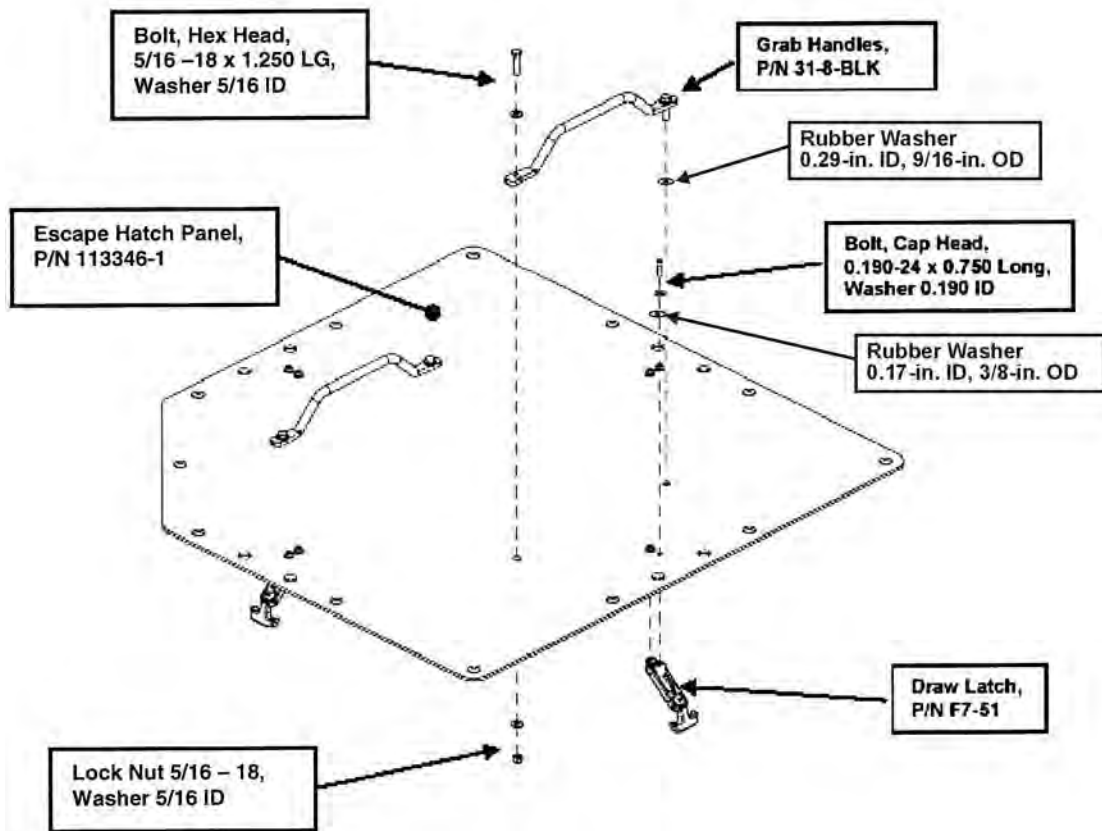 Bolt, Hex Head,
5/16 –18 x 1.250 LG,
Washer 5/16 ID
Grab Handles,
P/N 31-8-BLK
Rubber Washer
0.29-in. ID, 9/16-in. OD
Escape Hatch Panel,
P/N 113346-1
Bolt, Cap Head,
0.190-24 x 0.750 Long,
Washer 0.190 ID
Rubber Washer
0.17-in. ID, 3/8-in. OD
Draw Latch,
P/N F7-51
Lock Nut 5/16 – 18,
Washer 5/16 ID